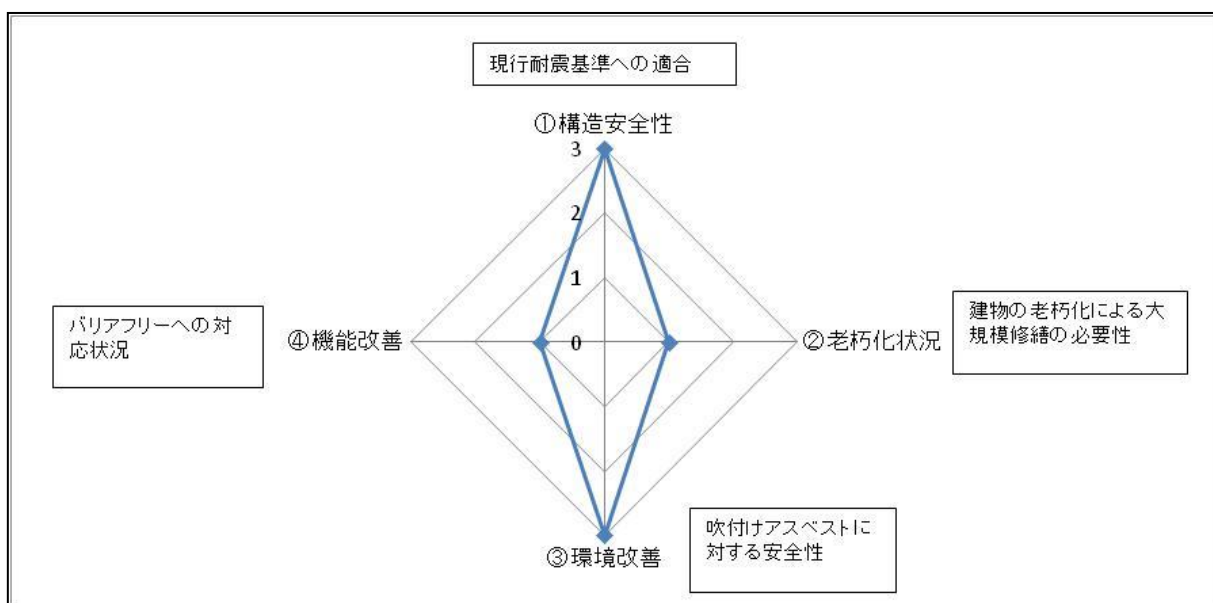 現行耐震基準への適合
①構造安全性
3
2
1
0
バリアフリーへの対
応状況
④機能改善
②老朽化状況
建物の老朽化による大
規模修繕の必要性
③環境改善
吹付けアスベストに
対する安全性